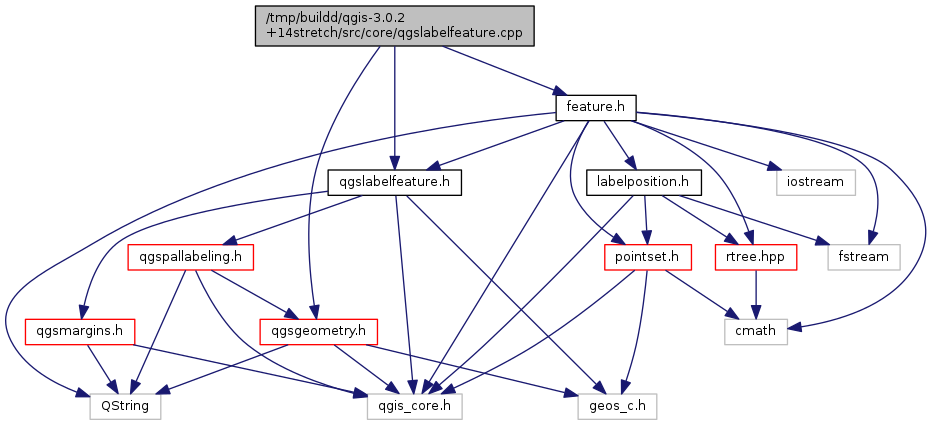 /tmp/buildd/qgis-3.0.2
+14stretch/src/core/qgslabelfeature.cpp
feature.h
qgslabelfeature.h
labelposition.h
iostream
qgspallabeling.h
pointset.h
rtree.hpp
fstream
qgsmargins.h
qgsgeometry.h
cmath
QString
qgis_core.h
geos_c.h